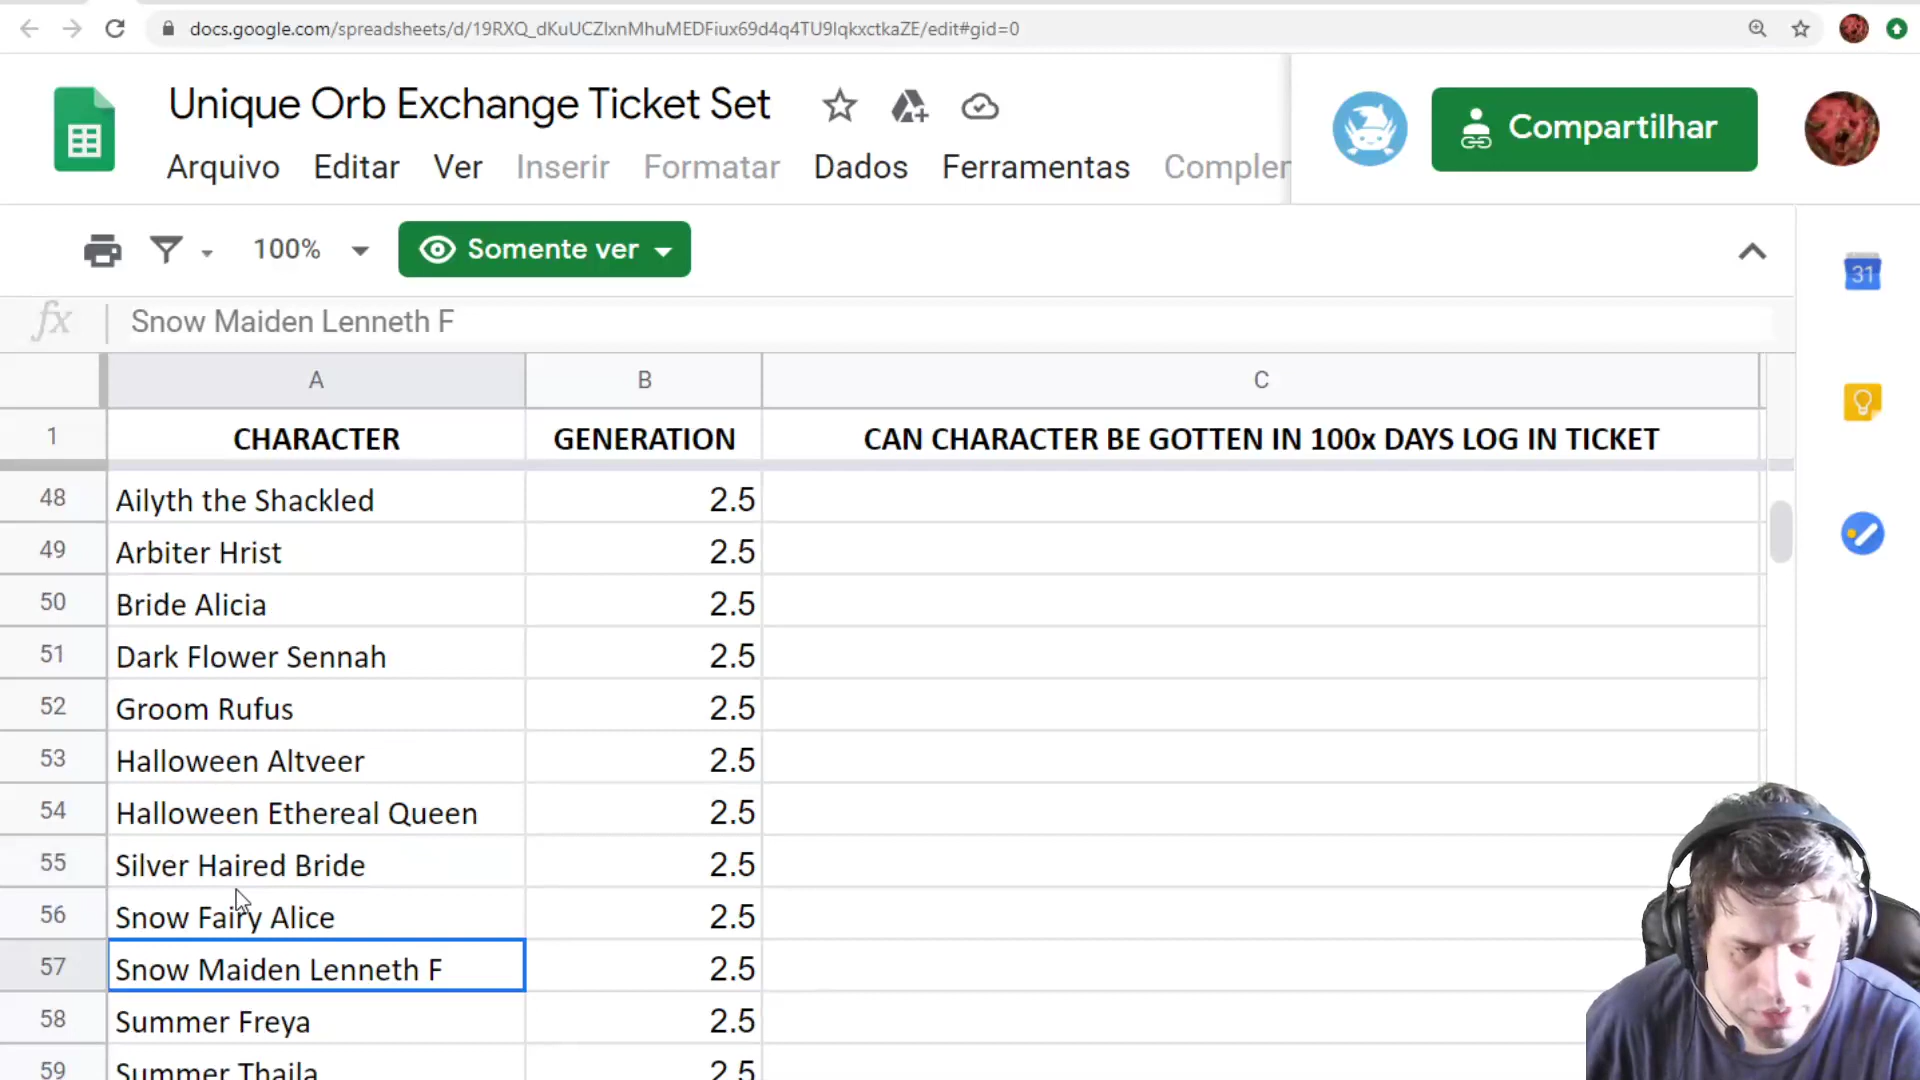 docs.google.com/spreadsheets/d/19RXQ_dKuUCZlxnMhuMEDFiux69d4q4TU9lqkxctkaZE/edit#gid=0
Unique Orb Exchange Ticket Set
Compartilhar
Arquivo Editar Ver Inserir Formatar Dados Ferramentas Compler
100% Somente ver
31
fx Snow Maiden Lenneth F
A B C
1 CHARACTER GENERATION CAN CHARACTER BE GOTTEN IN 100x DAYS LOG IN TICKET
48 Ailyth the Shackled 2.5
49 Arbiter Hrist 2.5
50 Bride Alicia 2.5
51 Dark Flower Sennah 2.5
52 Groom Rufus 2.5
53 Halloween Altveer 2.5
54 Halloween Ethereal Queen 2.5
55 Silver Haired Bride 2.5
56 Snow Fairy Alice 2.5
57 Snow Maiden Lenneth F 2.5
58 Summer Freya 2.5
59 Summer Thaila 2.5